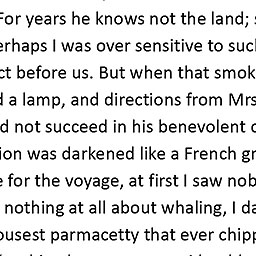 For years he knows not the land; s
erhaps I was over sensitive to suc
ct before us. But when that smok
d a lamp, and directions from Mrs
d not succeed in his benevolent
ion was darkened like a French gr
e for the voyage, at first I saw nob
nothing at all about whaling, I da
ousest parmacetty that ever chipp